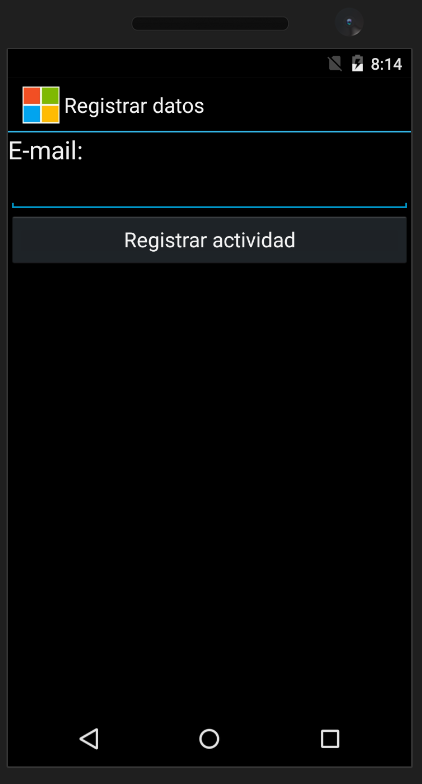 8:14
Registrar datos
E-mail:
Registrar actividad